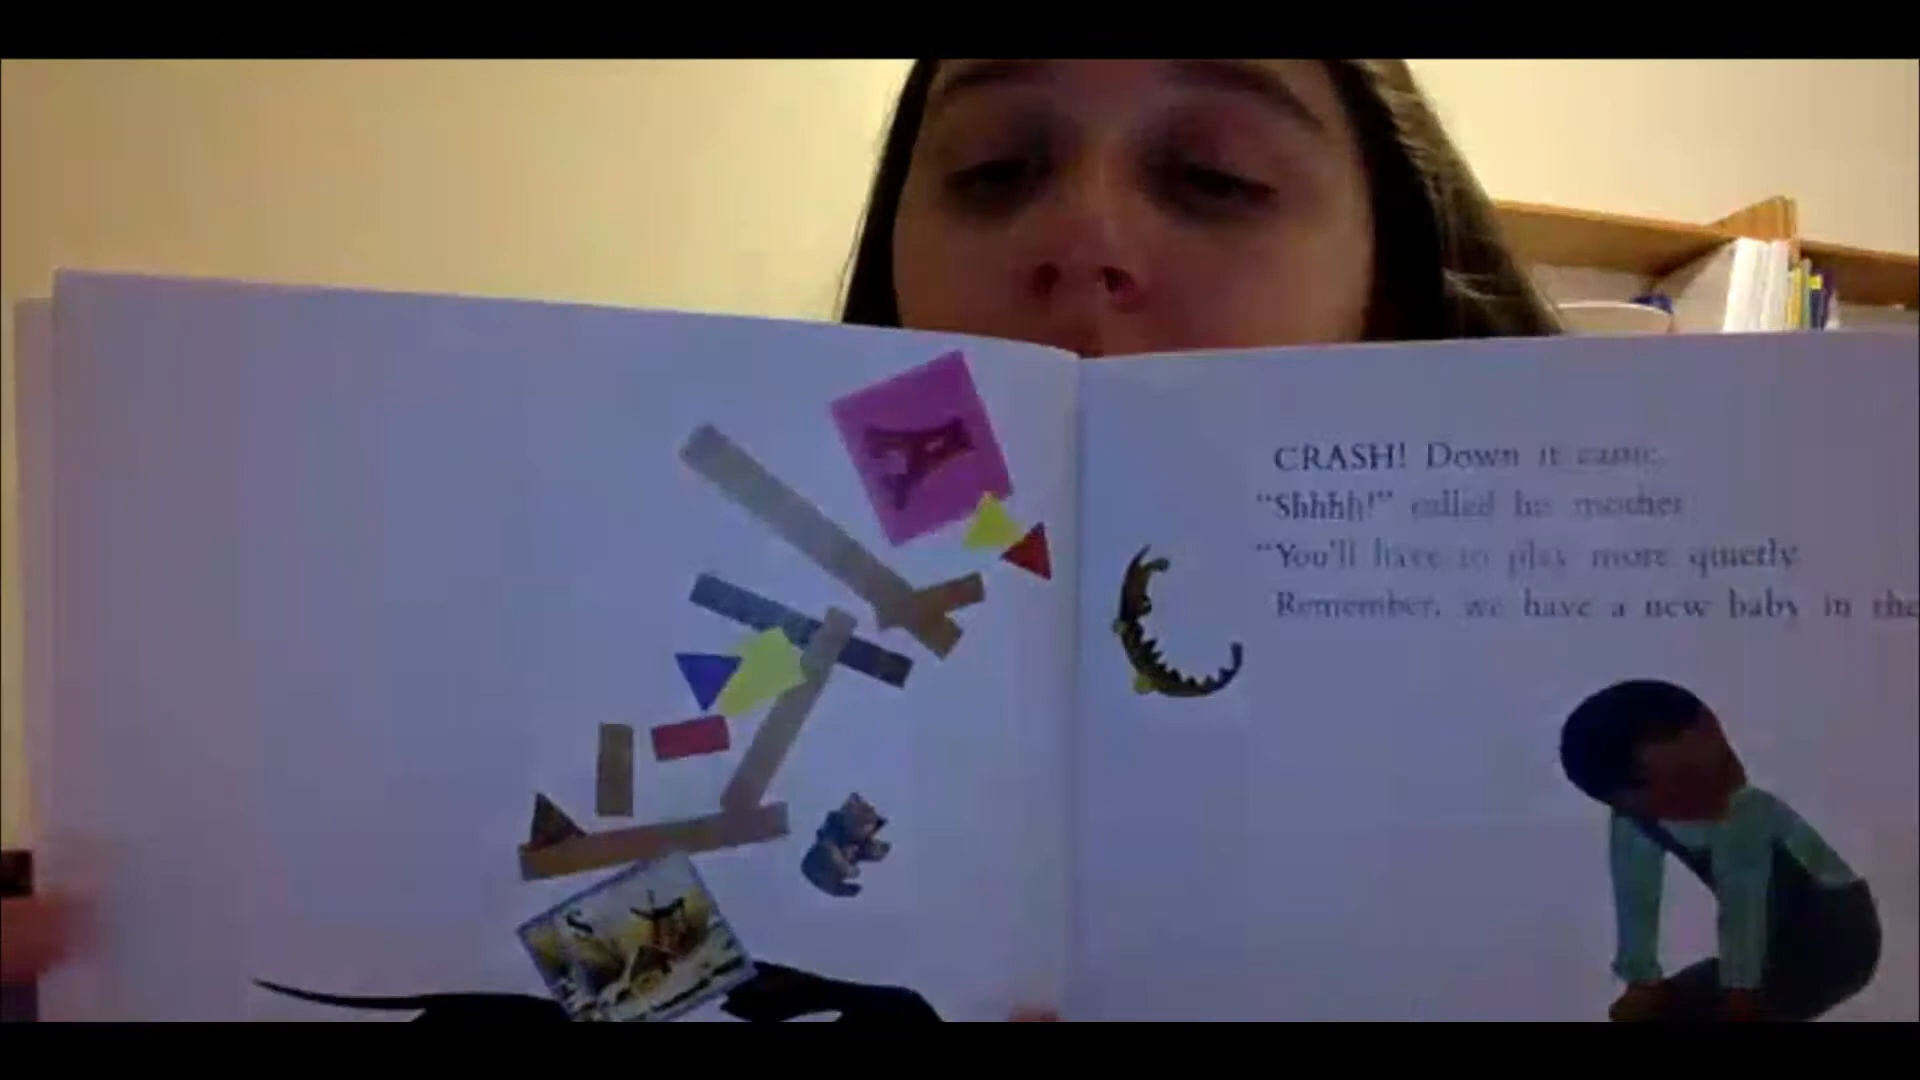 CRASH! Down it came.
"Shhhh!" called his mother.
"You'll have to play more quietly.
Remember, we have a new baby in the